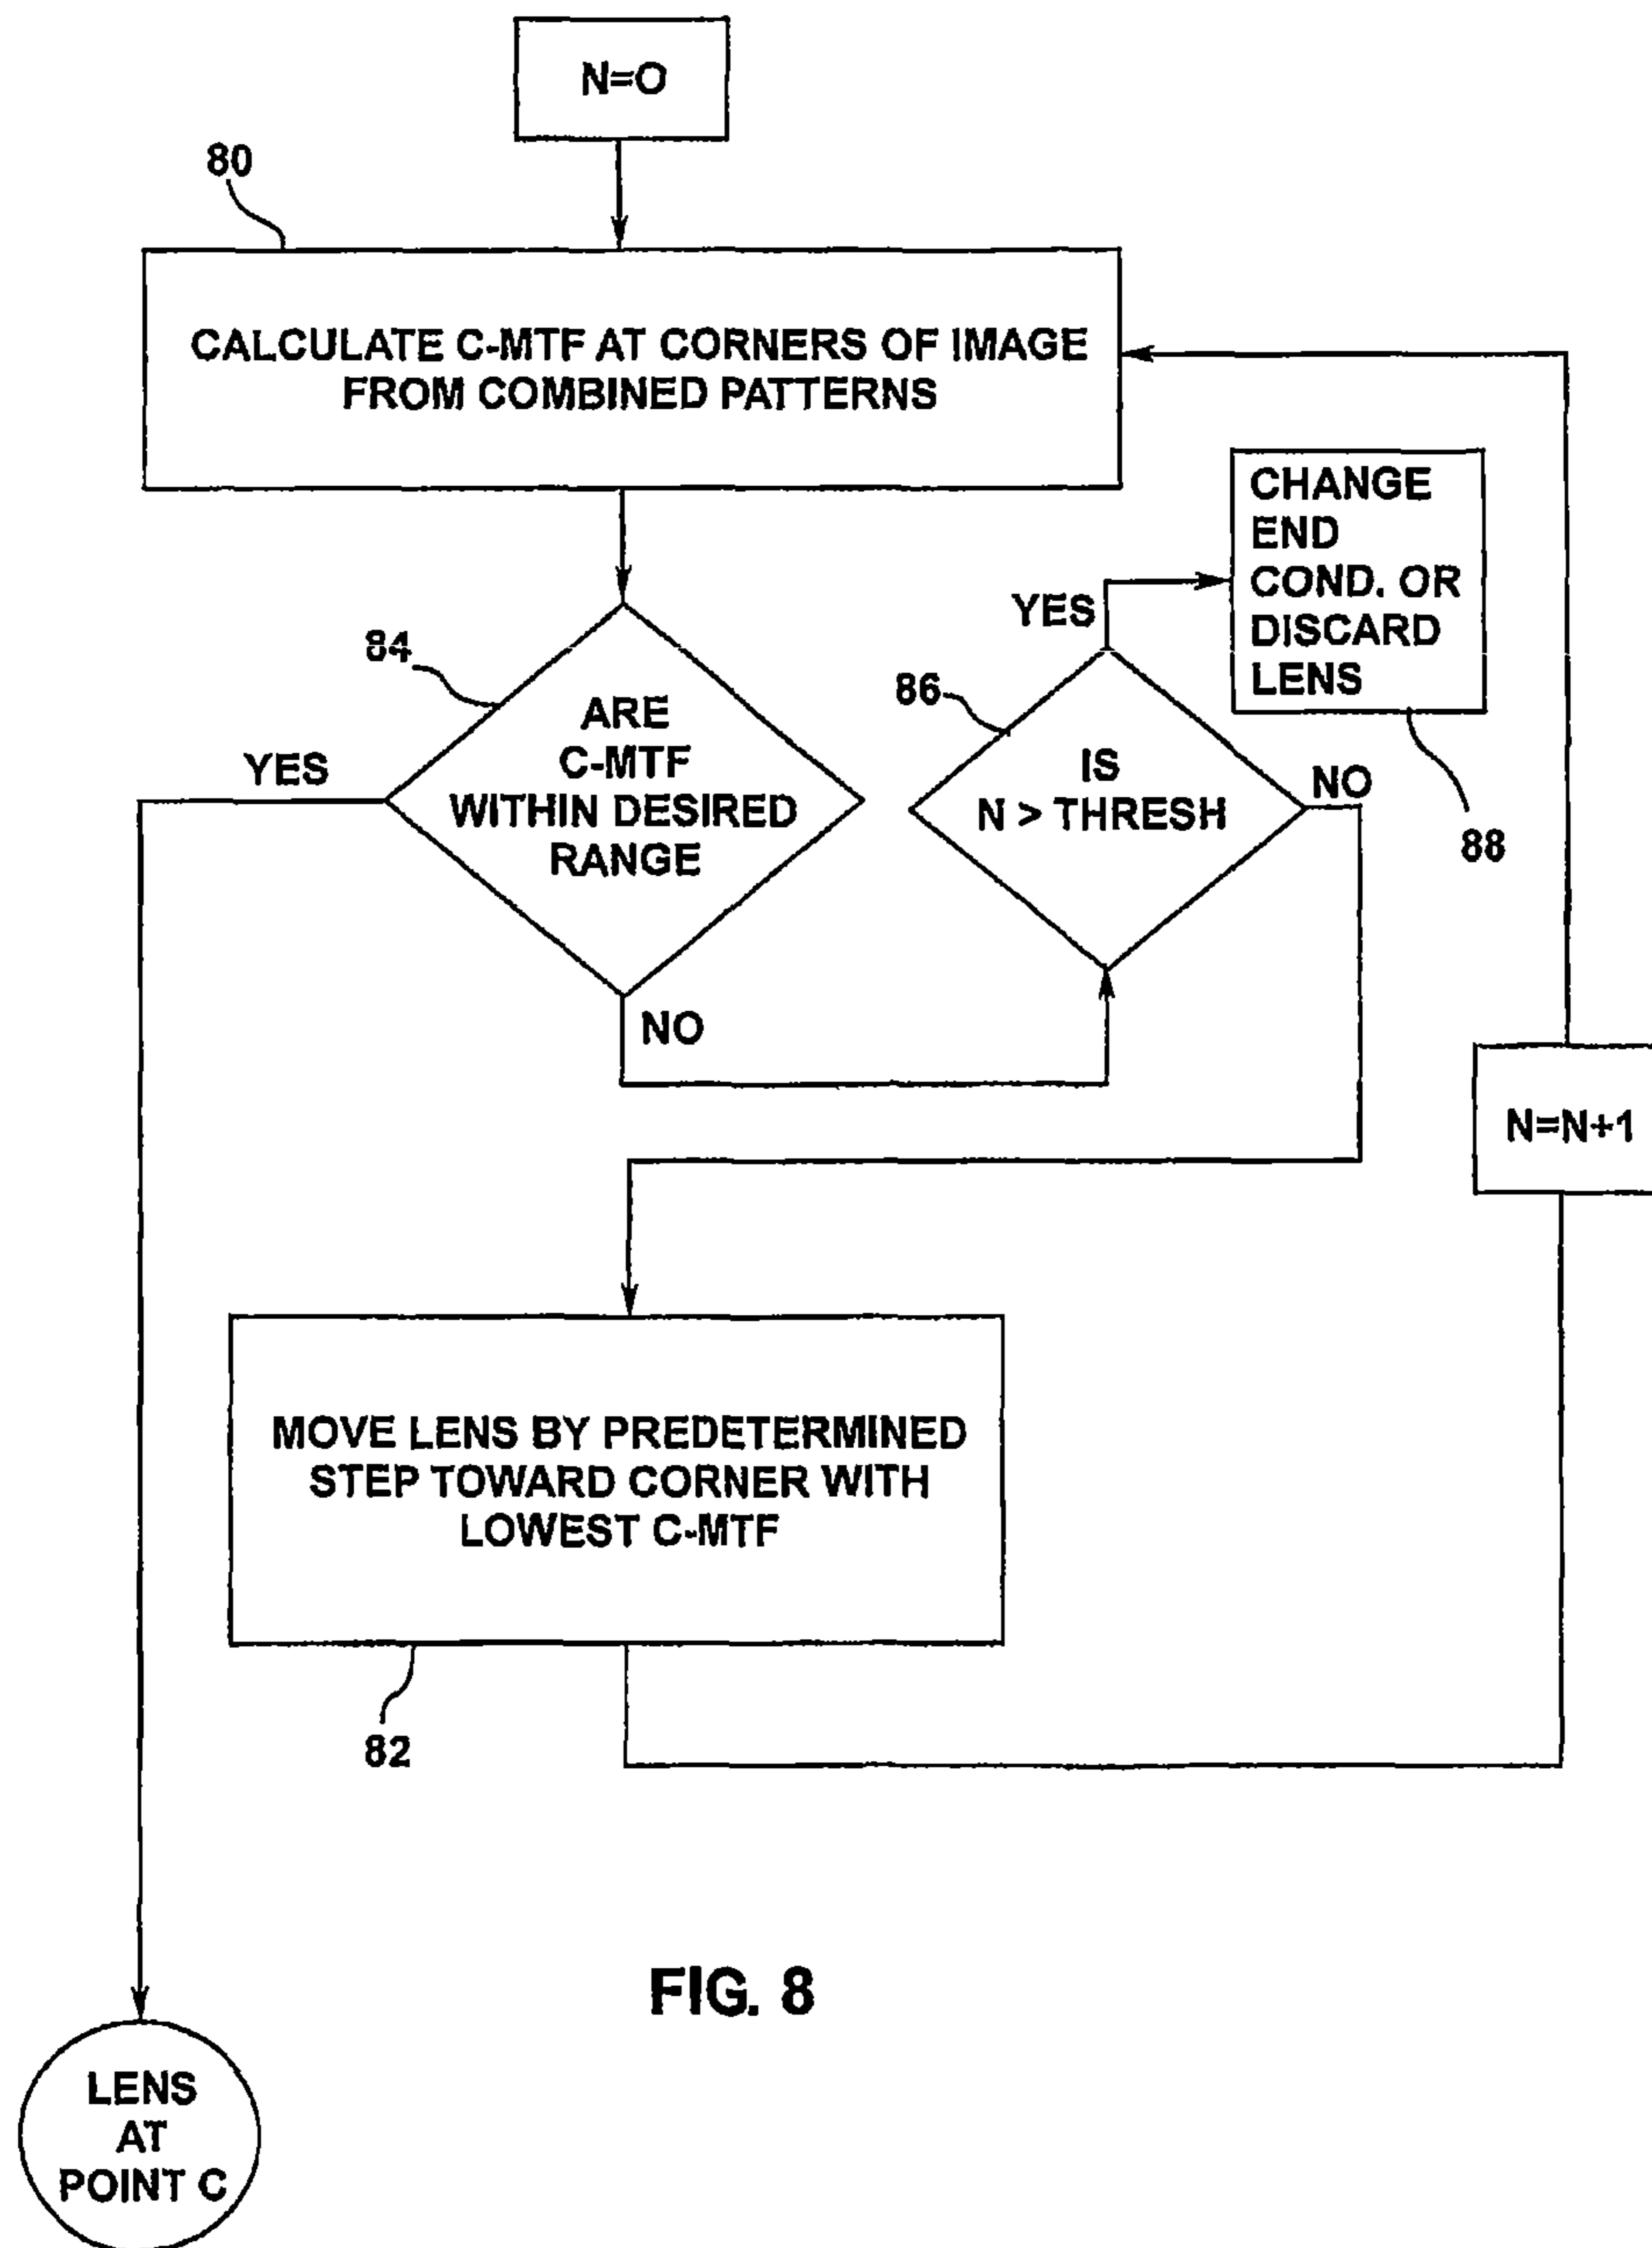 N=O
80
CALCULATE C-MTF AT CORNERS OF IMAGE
FROM COMBINED PATTERNS
CHANGE
END
COND. OR
DISCARD
LENS
88
84
ARE
C-MTF
WITHIN DESIRED
RANGE
YES
NO
86
IS
N > THRESH
YES
NO
N=N+1
MOVE LENS BY PREDETERMINED
STEP TOWARD CORNER WITH
LOWEST C-MTF
82
FIG. 8
LENS
AT
POINT C